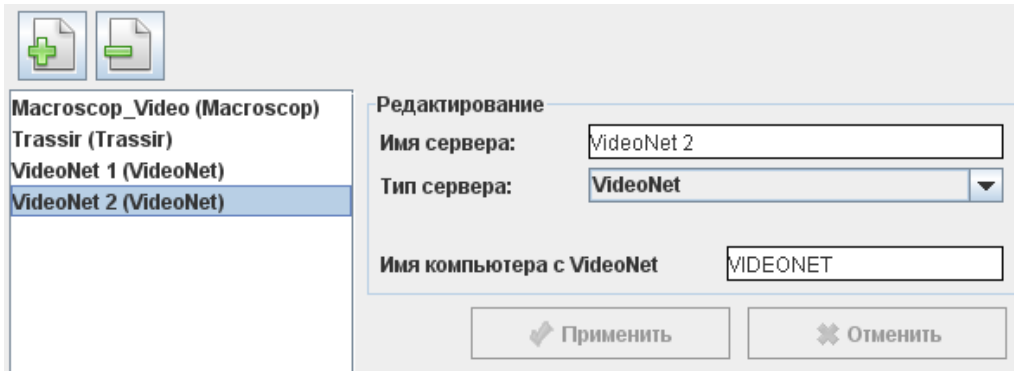 Macroscop_Video (Macroscop)
Trassir (Trassir)
VideoNet 1 (VideoNet)
VideoNet 2 (VideoNet)
Редактирование
Имя сервера: VideoNet 2
Тип сервера: VideoNet
Имя компьютера с VideoNet VIDEONET
Применить Отменить